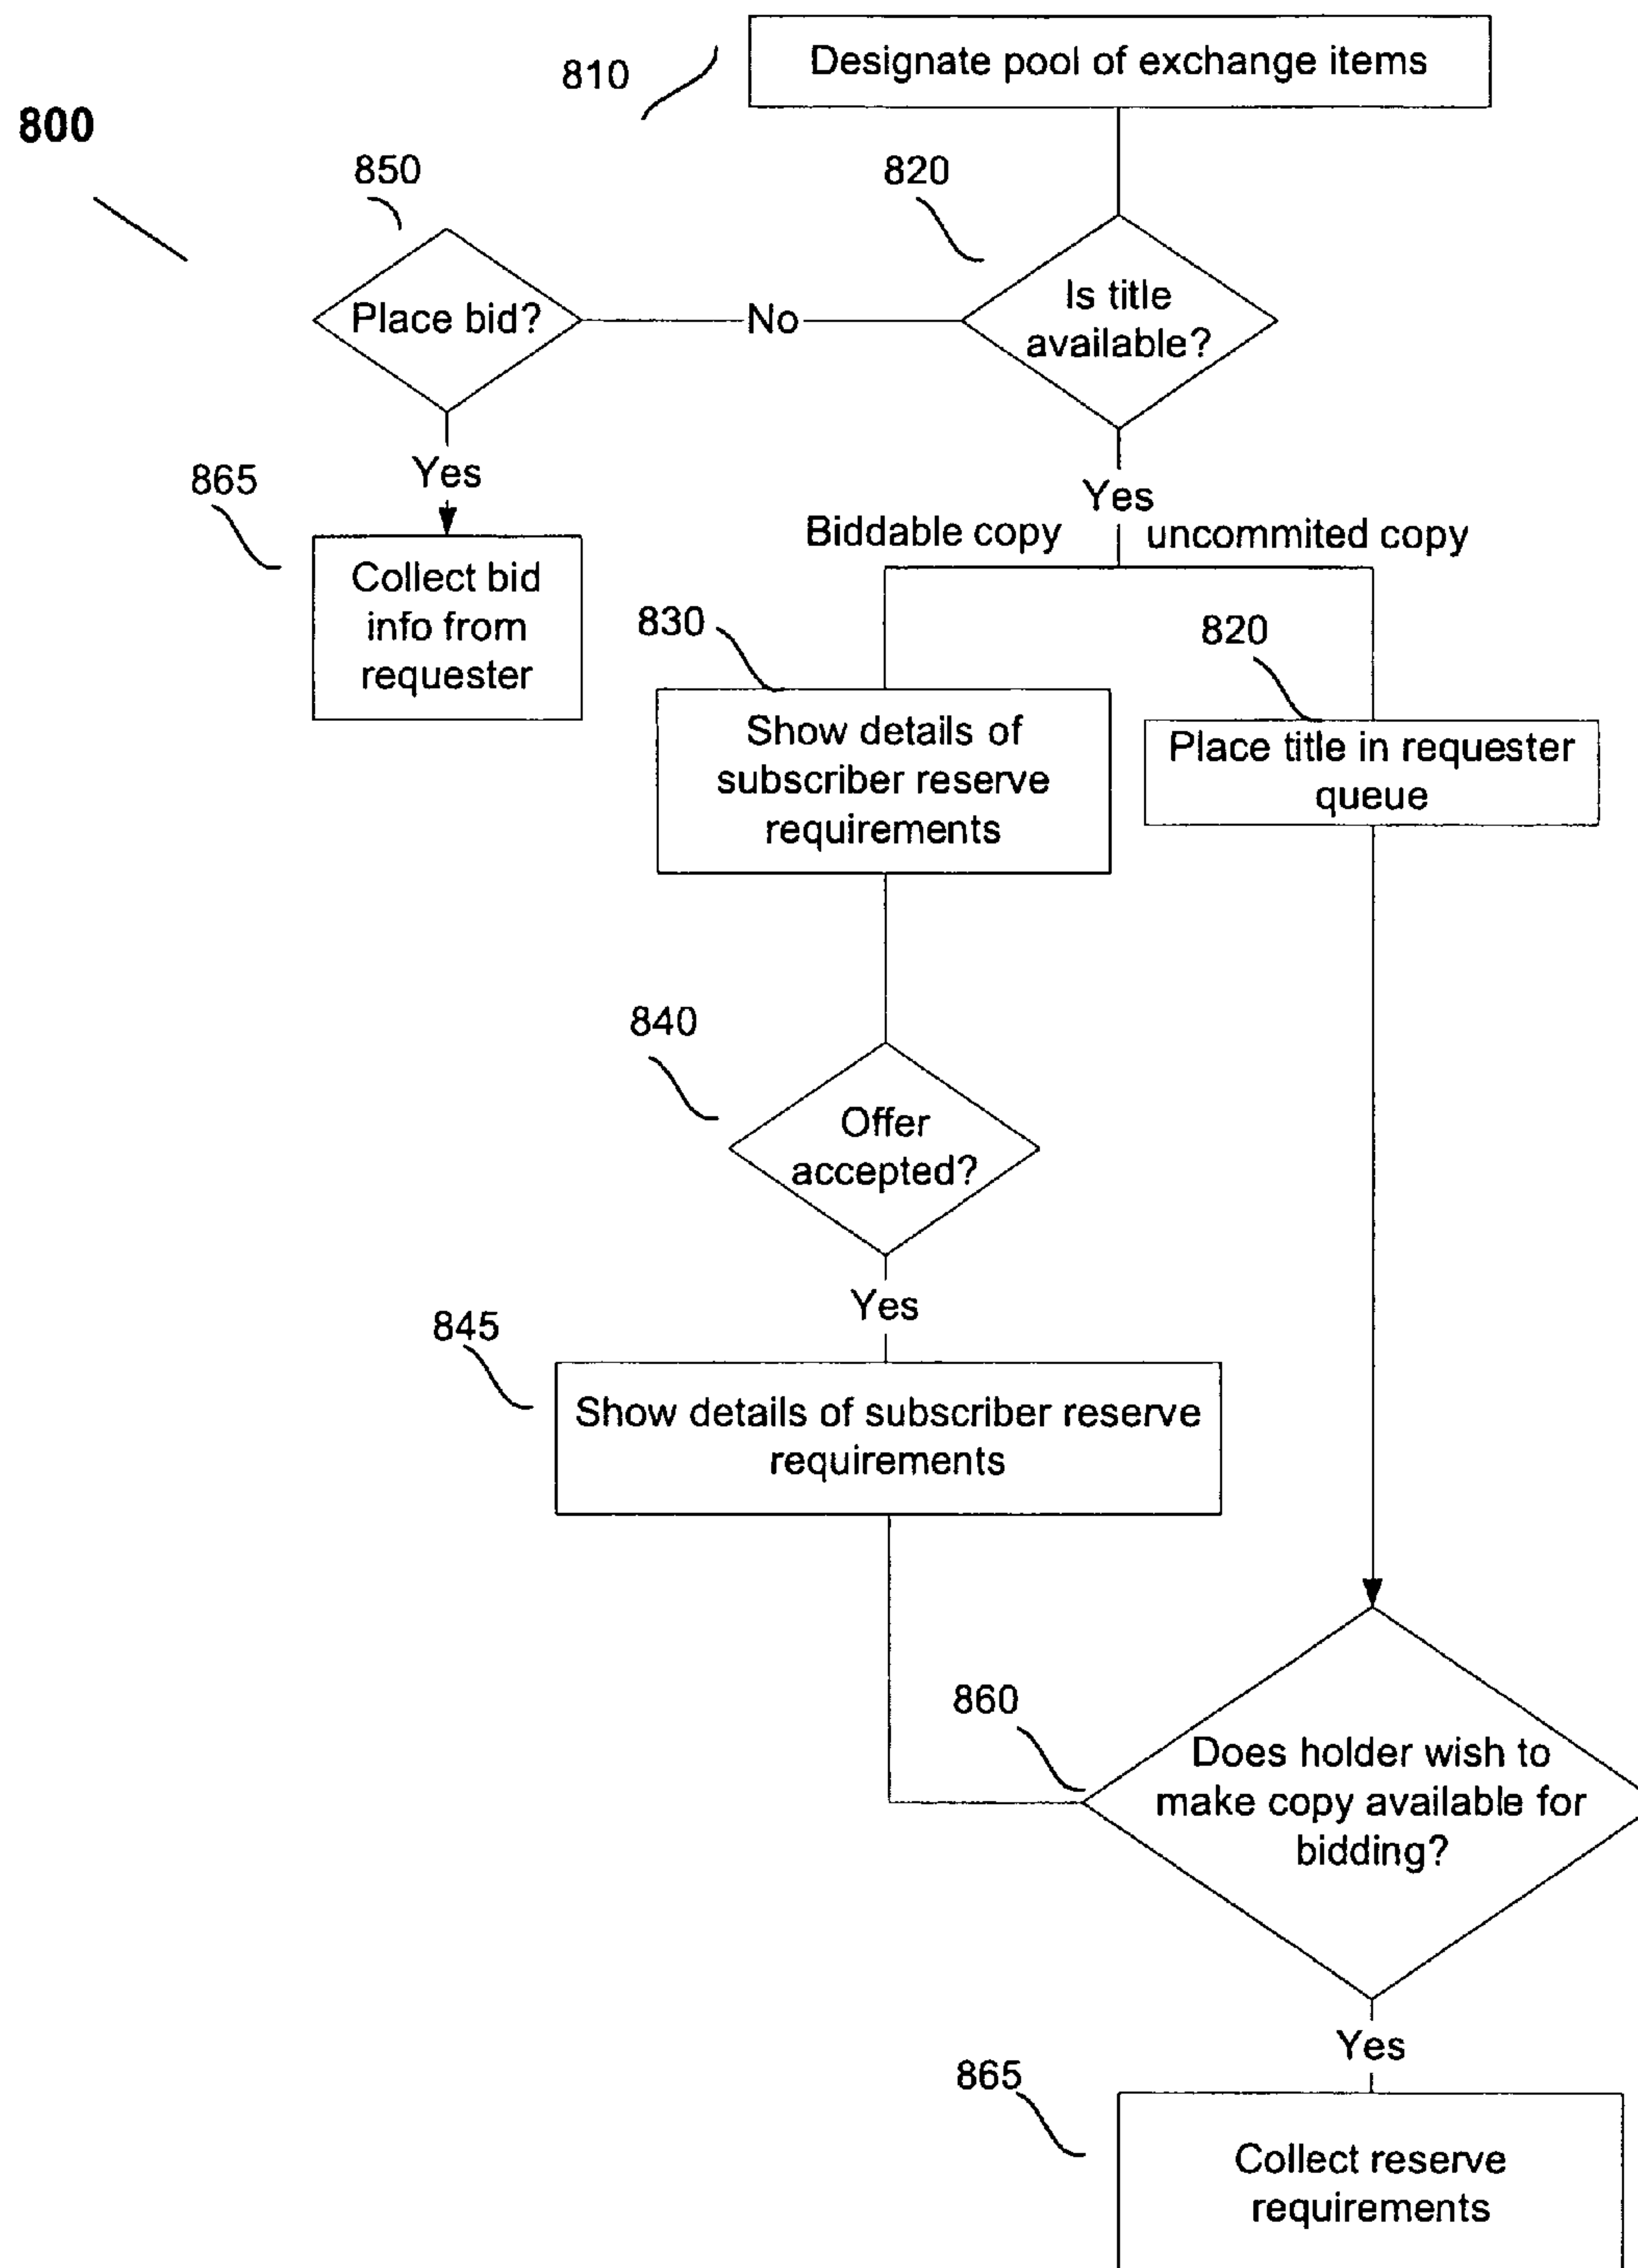 800
810
Designate pool of exchange items
850
820
Place bid?
No
Is title
available?
Yes
865
Collect bid
info from
requester
Yes
Biddable copy
uncommited copy
830
Show details of
subscriber reserve
requirements
820
Place title in requester
queue
840
Offer
accepted?
Yes
845
Show details of subscriber reserve
requirements
860
Does holder wish to
make copy available for
bidding?
Yes
865
Collect reserve
requirements